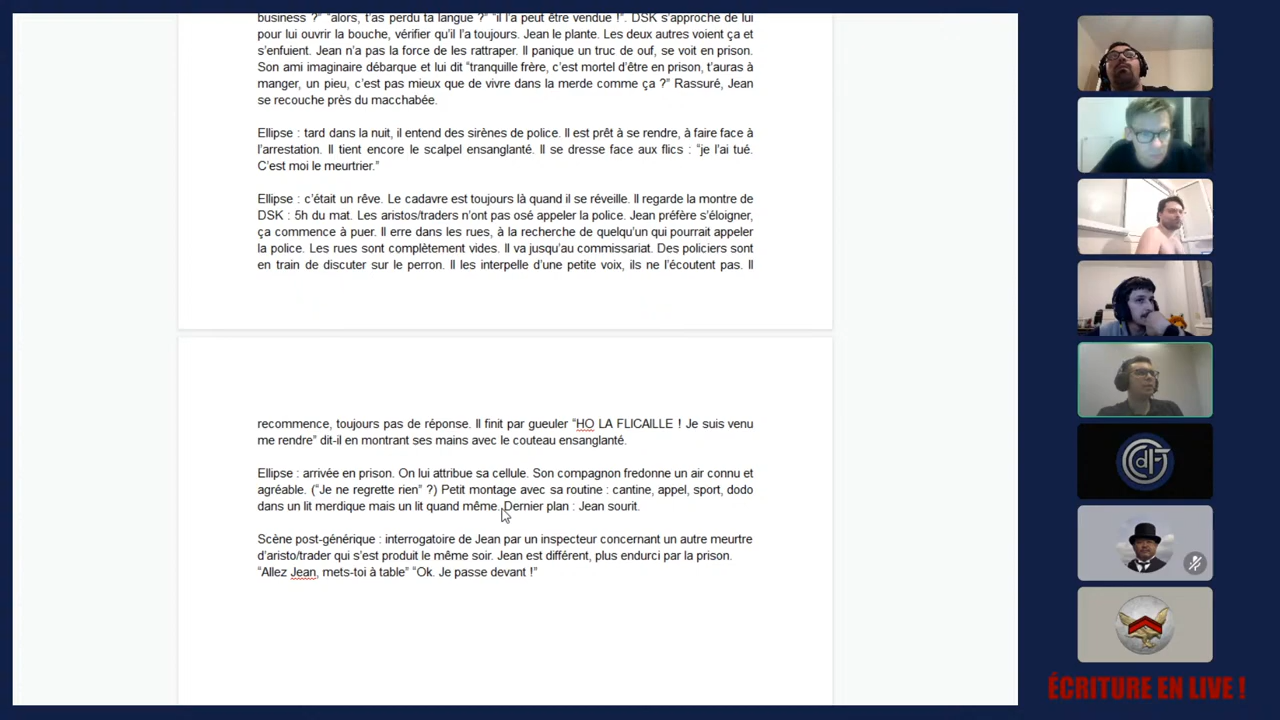 business ?” “alors, t’as perdu ta langue ?” “il l’a peut être vendue !”. DSK s’approche de lui
pour lui ouvrir la bouche, vérifier qu’il l’a toujours. Jean le plante. Les deux autres voient ça et
s’enfuient. Jean n’a pas la force de les rattraper. Il panique un truc de ouf, se voit en prison.
Son ami imaginaire débarque et lui dit “tranquille frère, c’est mortel d’être en prison, t’auras à
manger, un pieu, c’est pas mieux que de vivre dans la merde comme ça ?” Rassuré, Jean
se recouche près du macchabée.
Ellipse : tard dans la nuit, il entend des sirènes de police. Il est prêt à se rendre, à faire face à
l’arrestation. Il tient encore le scalpel ensanglanté. Il se dresse face aux flics : “je l’ai tué.
C’est moi le meurtrier.”
Ellipse : c’était un rêve. Le cadavre est toujours là quand il se réveille. Il regarde la montre de
DSK : 5h du mat. Les aristos/traders n’ont pas osé appeler la police. Jean préfère s’éloigner,
ça commence à puer. Il erre dans les rues, à la recherche de quelqu’un qui pourrait appeler
la police. Les rues sont complètement vides. Il va jusqu’au commissariat. Des policiers sont
en train de discuter sur le perron. Il les interpelle d’une petite voix, ils ne l’écoutent pas. Il
recommence, toujours pas de réponse. Il finit par gueuler “HO LA FLICAILLE ! Je suis venu
me rendre” dit-il en montrant ses mains avec le couteau ensanglanté.
Ellipse : arrivée en prison. On lui attribue sa cellule. Son compagnon fredonne un air connu et
agréable. (“Je ne regrette rien” ?) Petit montage avec sa routine : cantine, appel, sport, dodo
dans un lit merdique mais un lit quand même. Dernier plan : Jean sourit.
Scène post-générique : interrogatoire de Jean par un inspecteur concernant un autre meurtre
d’aristo/trader qui s’est produit le même soir. Jean est différent, plus endurci par la prison.
“Allez Jean, mets-toi à table” “Ok. Je passe devant !”
ÉCRITURE EN LIVE !